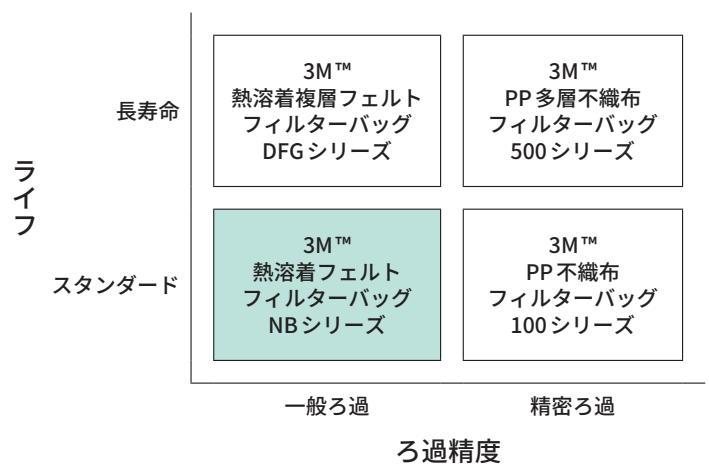 3M™
熱溶着複層フェルト
フィルターバッグ
DFGシリーズ
3M™
PP多層不織布
フィルターバッグ
500シリーズ
長寿命
ライフ
スタンダード
3M™
熱溶着フェルト
フィルターバッグ
NBシリーズ
3M™
PP不織布
フィルターバッグ
100シリーズ
一般ろ過
精密ろ過
ろ過精度